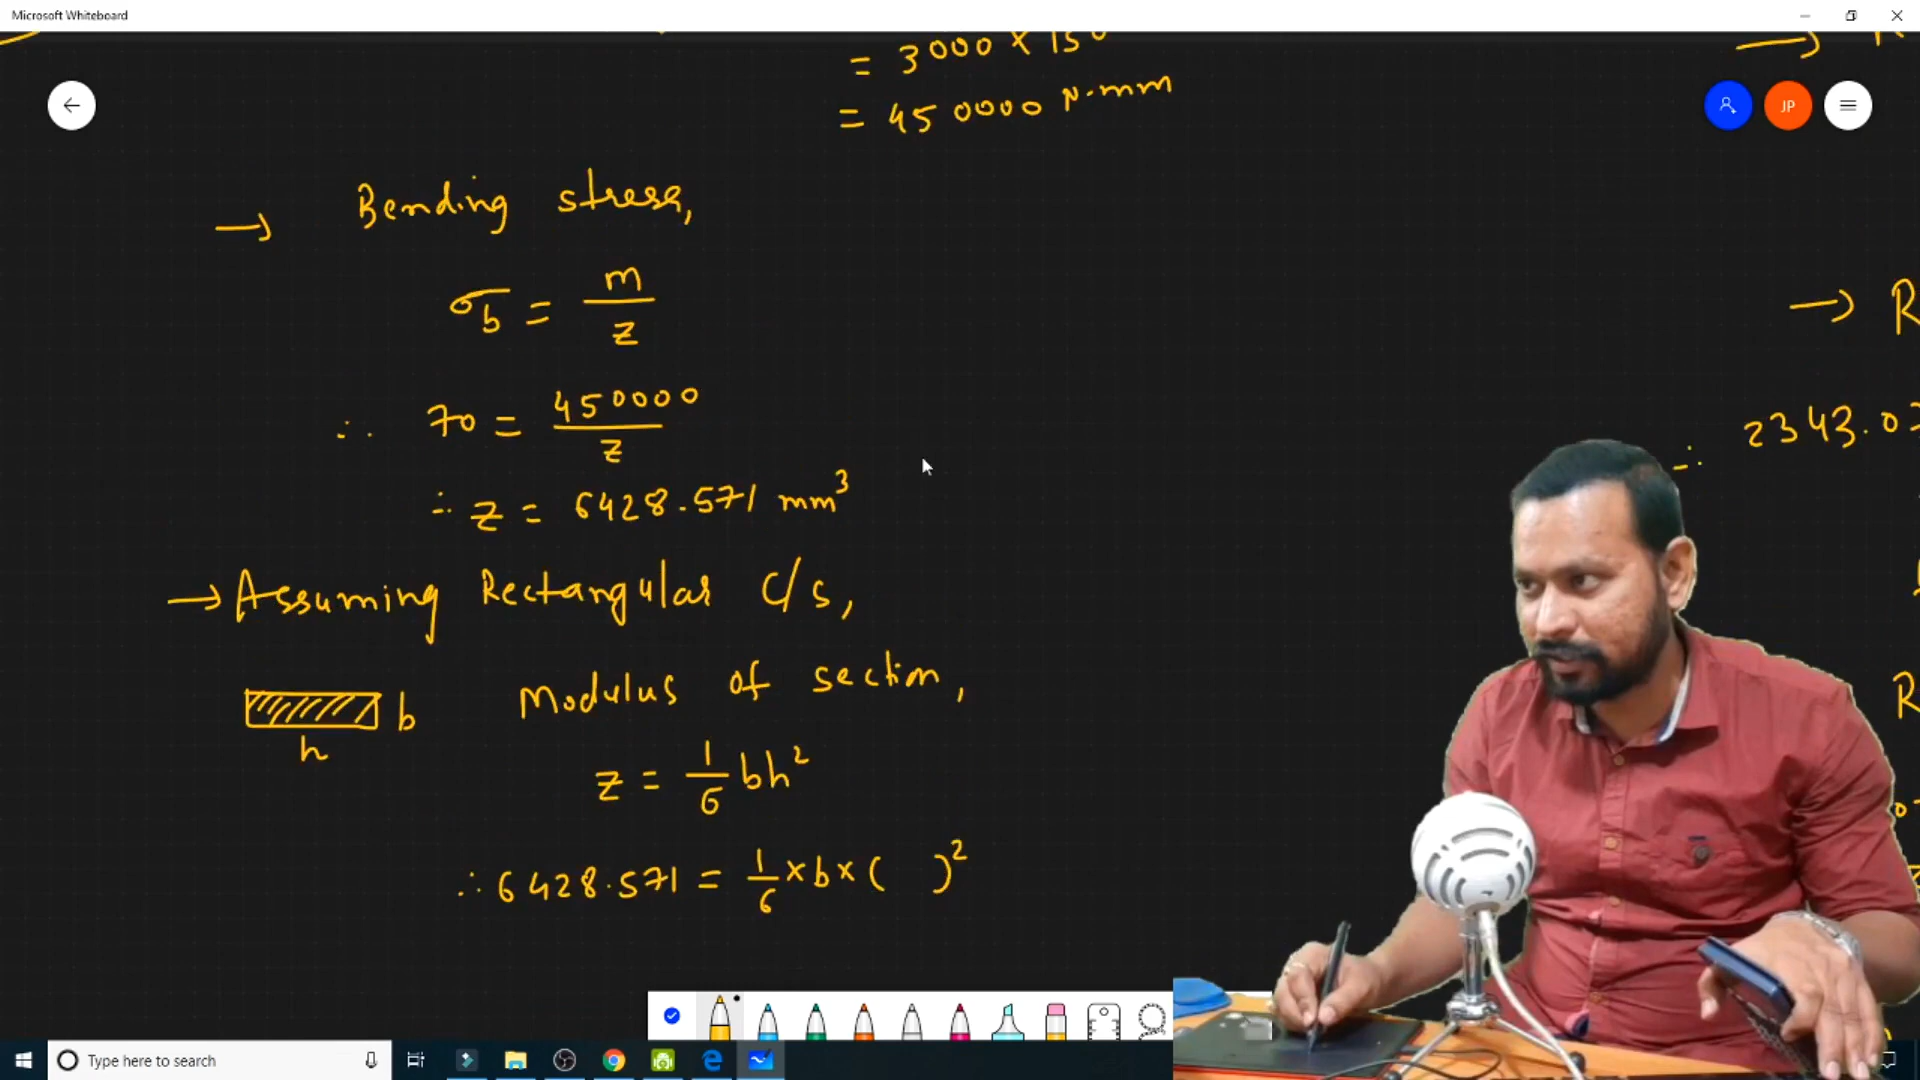 Microsoft Whiteboard
= 3000 × 150
= 450000 N·mm
JP
→ Bending stress,
σb = m/z
∴ 70 = 450000/z
∴ z = 6428.571 mm³
→ Assuming Rectangular C/s,
b
h
Modulus of section,
z = 1/6 bh²
∴ 6428.571 = 1/6 × b × ( )²
→ R
∴ 2343.0
R
Type here to search